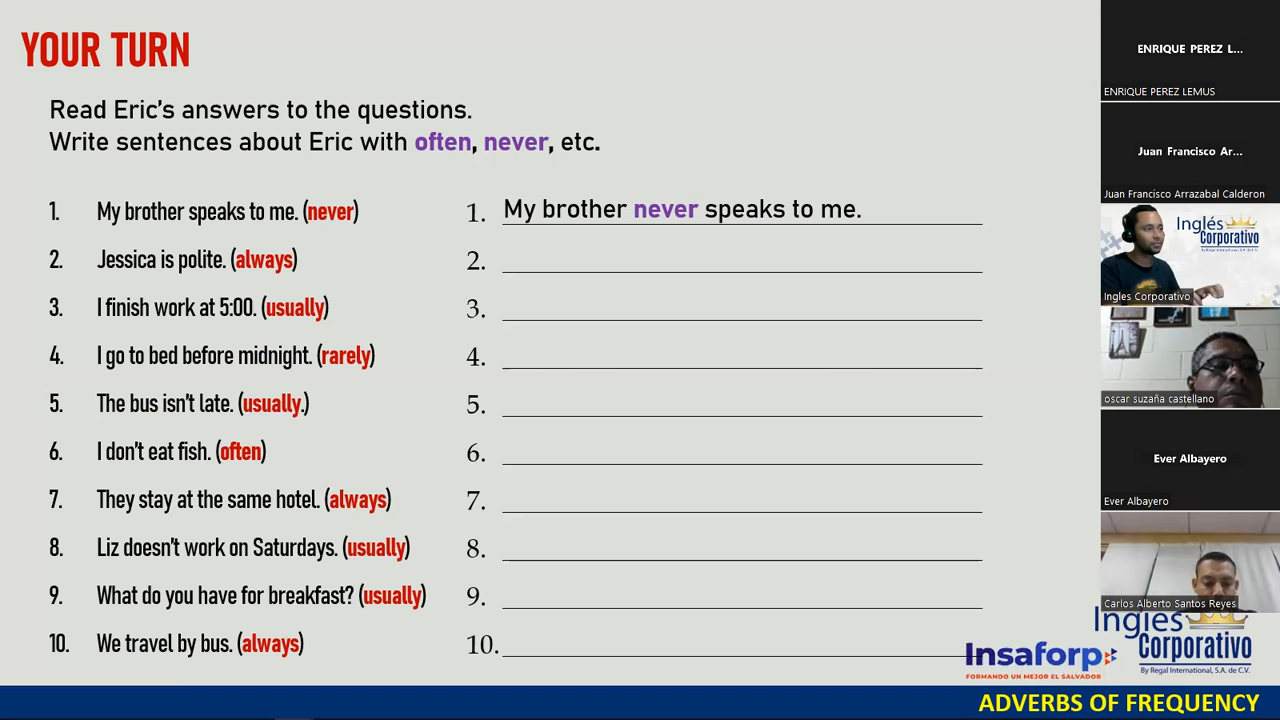 YOUR TURN
Read Eric's answers to the questions.
Write sentences about Eric with often, never, etc.
1. My brother speaks to me. (never)
2. Jessica is polite. (always)
3. I finish work at 5:00. (usually)
4. I go to bed before midnight. (rarely)
5. The bus isn't late. (usually.)
6. I don't eat fish. (often)
7. They stay at the same hotel. (always)
8. Liz doesn't work on Saturdays. (usually)
9. What do you have for breakfast? (usually)
10. We travel by bus. (always)
1. My brother never speaks to me.
2.
3.
4.
5.
6.
7.
8.
9.
10.
Insaforp
FORMANDO UN MEJOR EL SALVADOR
Ingles
Corporativo
By Regal International, S.A. de C.V.
ADVERBS OF FREQUENCY
ENRIQUE PEREZ L...
ENRIQUE PEREZ LEMUS
Juan Francisco Ar...
Juan Francisco Arrazabal Calderon
Inglés
Corporativo
Ingles Corporativo
oscar suzaña castellano
Ever Albayero
Ever Albayero
Carlos Alberto Santos Reyes